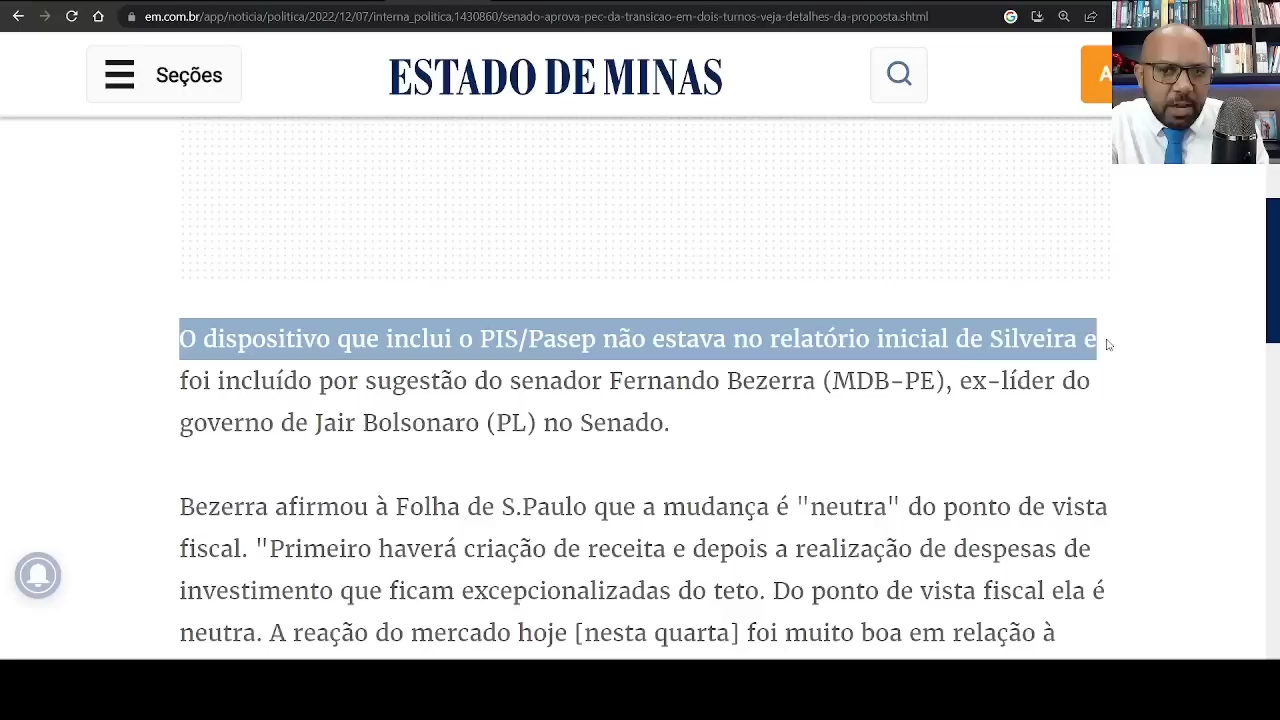 em.com.br/app/noticia/politica/2022/12/07/interna_politica,1430860/senado-aprova-pec-da-transicao-em-dois-turnos-veja-detalhes-da-proposta.shtml
Seções
ESTADO DE MINAS
A
O dispositivo que inclui o PIS/Pasep não estava no relatório inicial de Silveira e
foi incluído por sugestão do senador Fernando Bezerra (MDB-PE), ex-líder do
governo de Jair Bolsonaro (PL) no Senado.
Bezerra afirmou à Folha de S.Paulo que a mudança é "neutra" do ponto de vista
fiscal. "Primeiro haverá criação de receita e depois a realização de despesas de
investimento que ficam excepcionalizadas do teto. Do ponto de vista fiscal ela é
neutra. A reação do mercado hoje [nesta quarta] foi muito boa em relação à